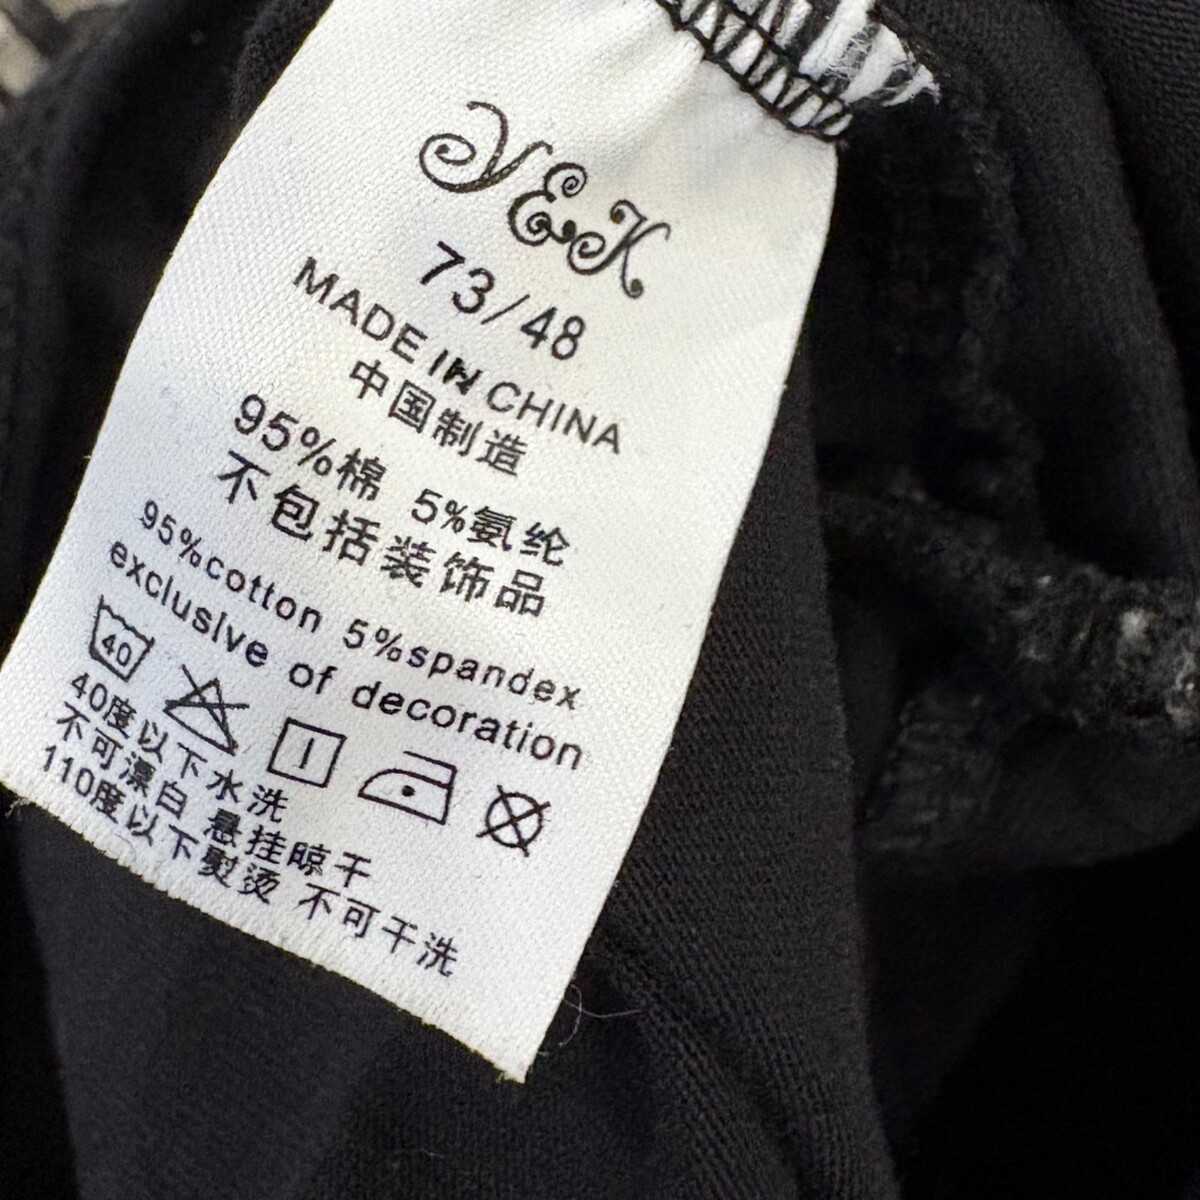 YEK
73/48
MADE IN CHINA
中国制造
95%棉 5%氨纶
不包括装饰品
95%cotton 5%spandex
exclusive of decoration
40
40度以下水洗
不可漂白 悬挂晾干
110度以下熨烫 不可干洗